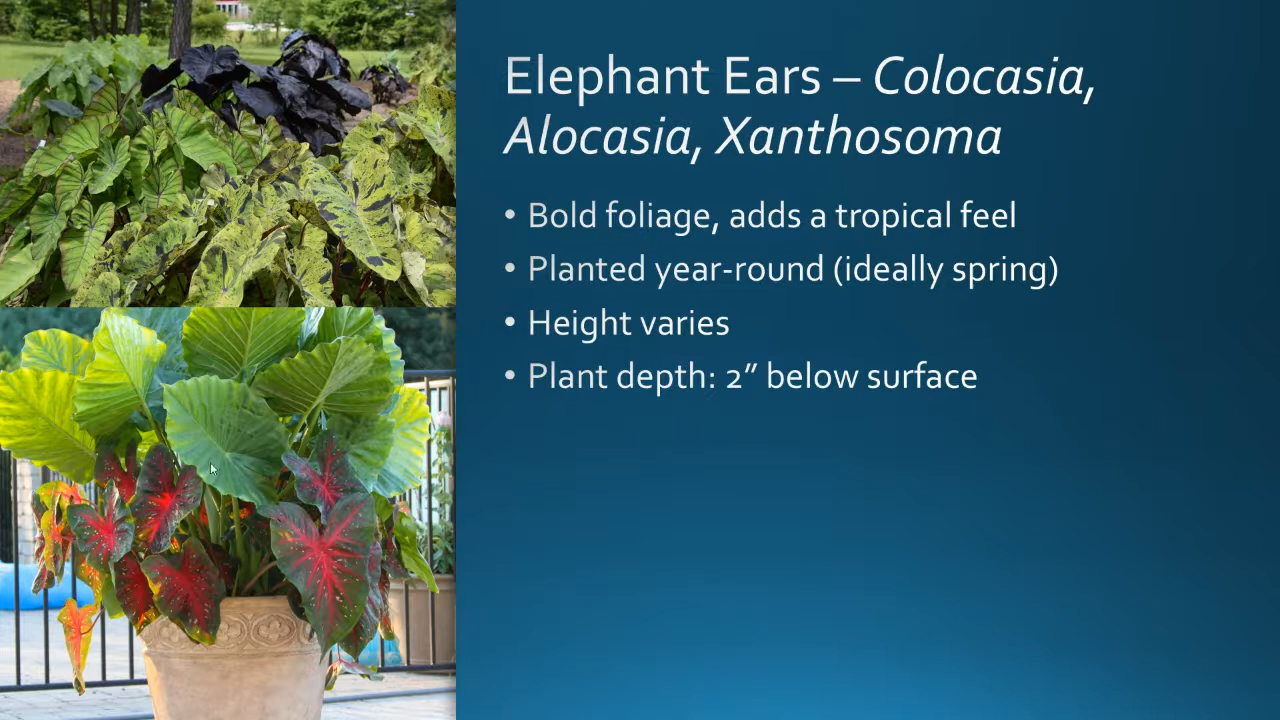 Elephant Ears – Colocasia,
Alocasia, Xanthosoma
• Bold foliage, adds a tropical feel
• Planted year-round (ideally spring)
• Height varies
• Plant depth: 2” below surface